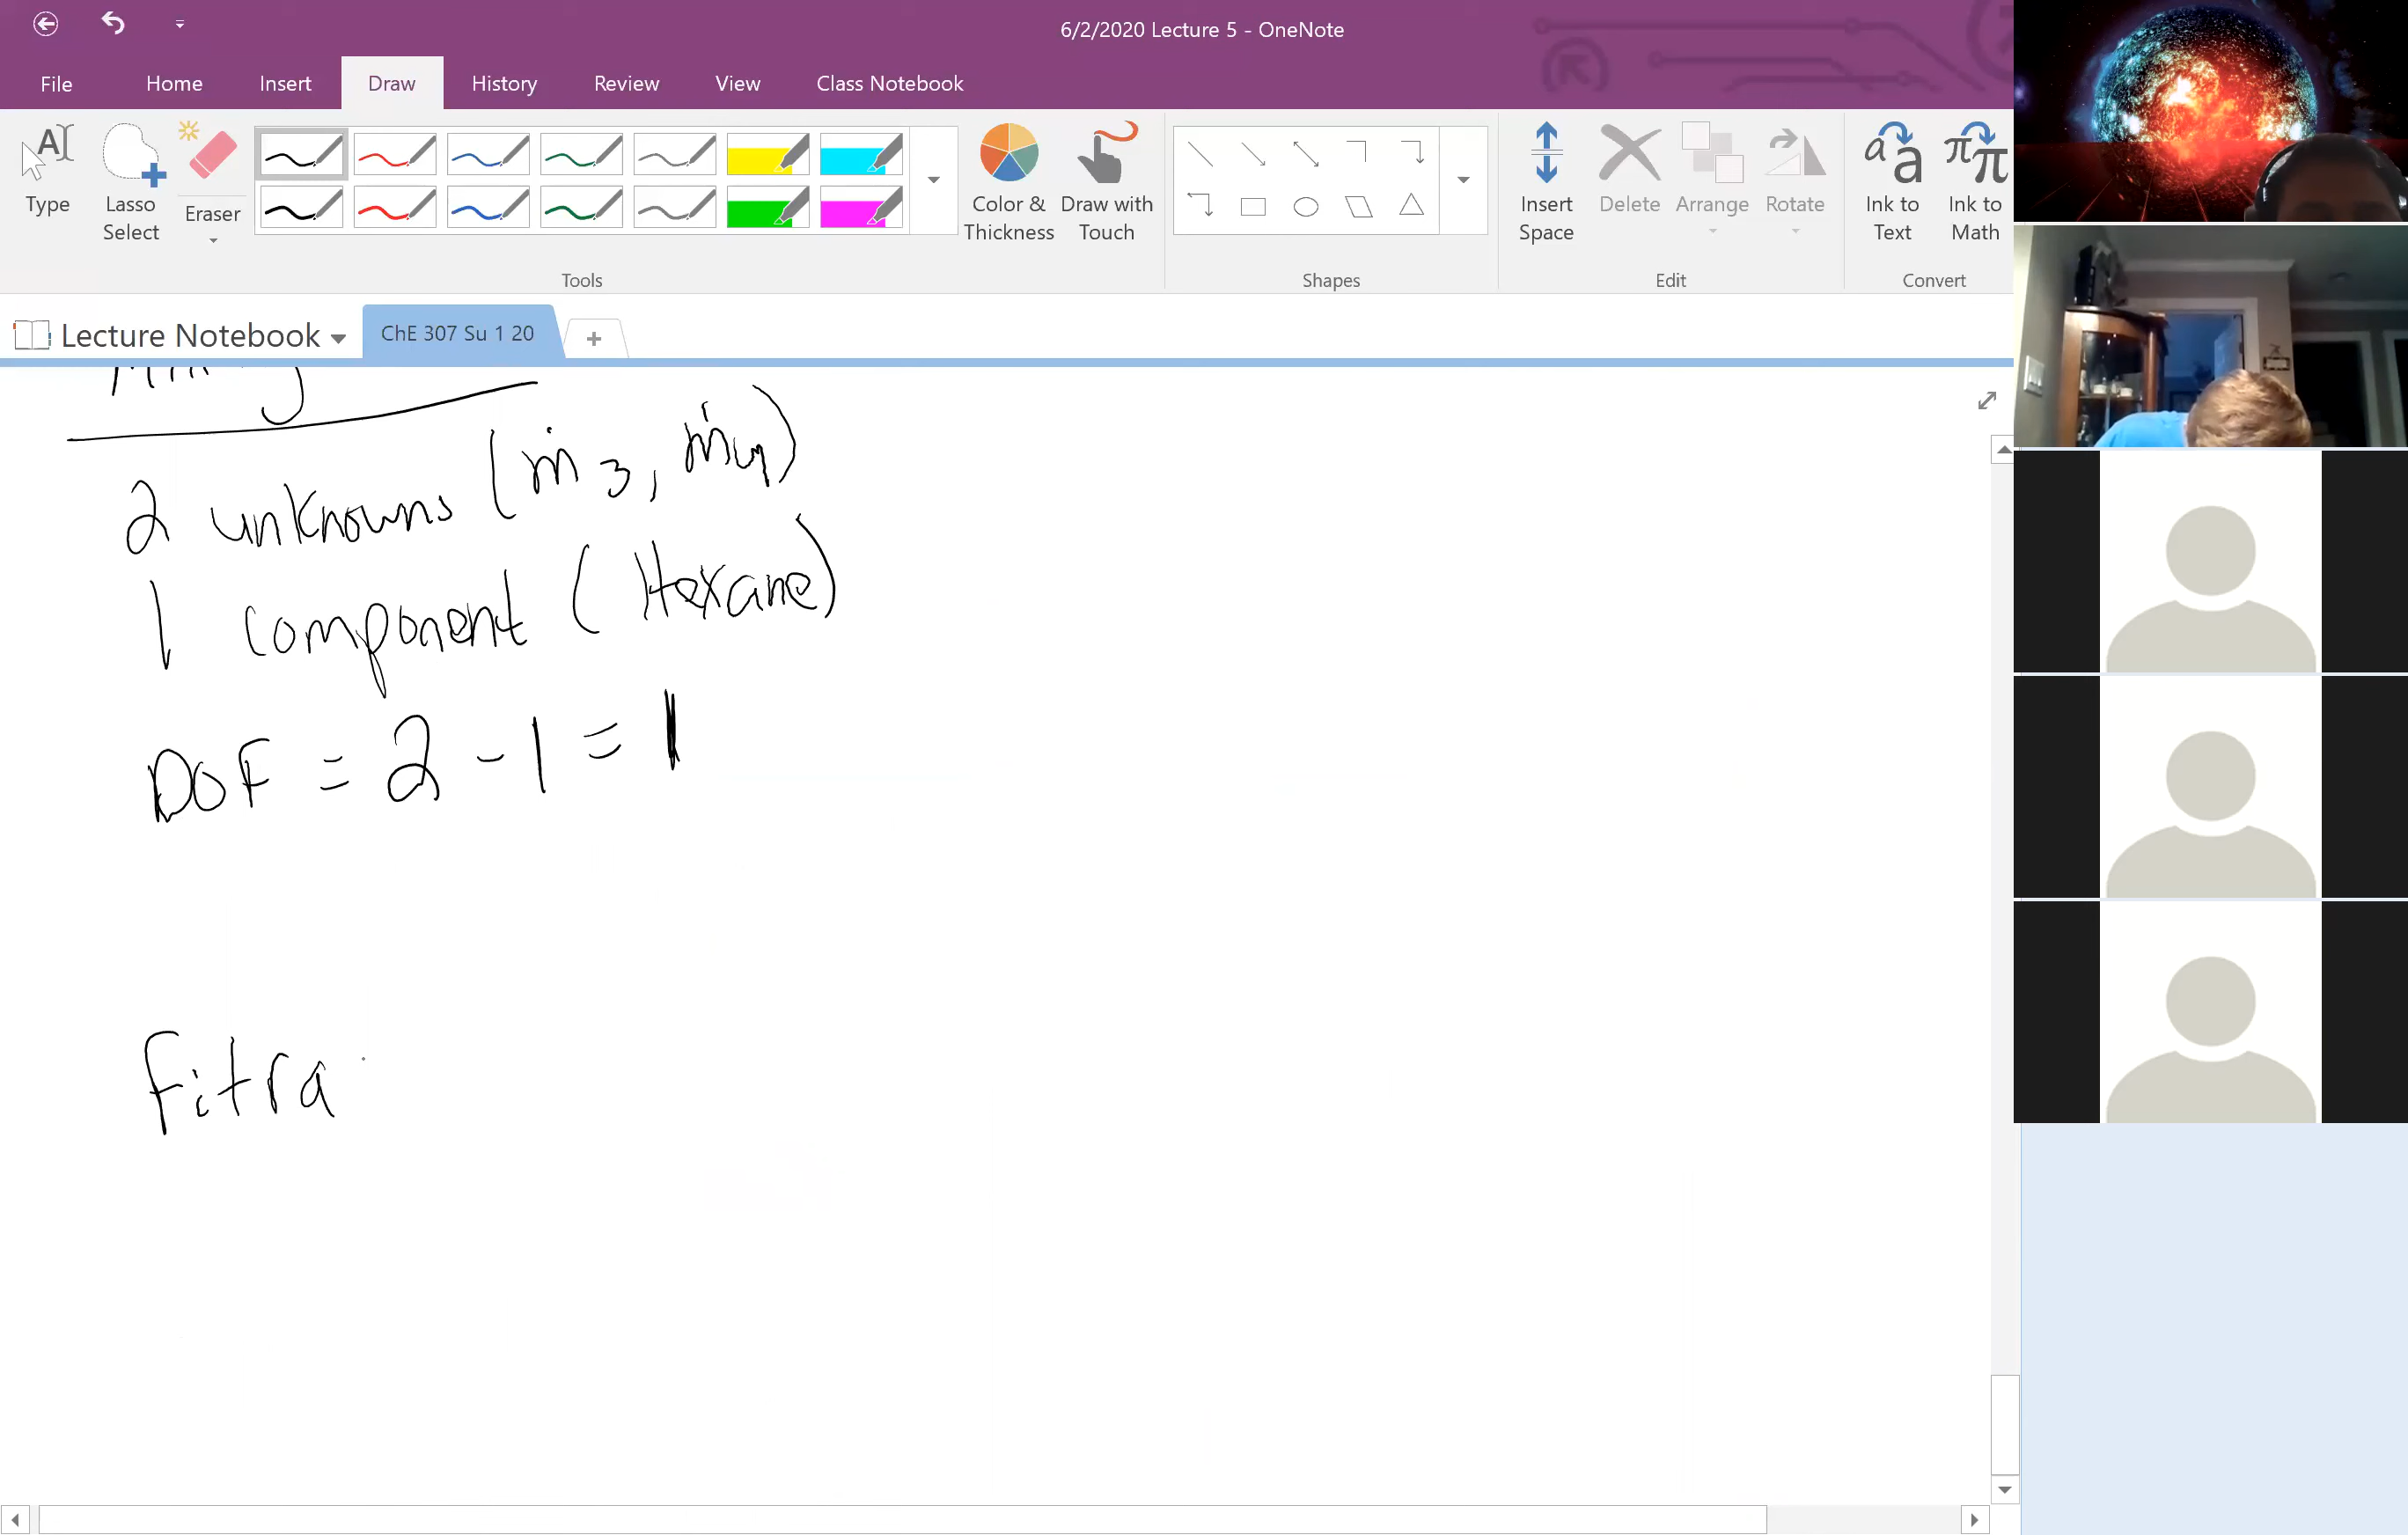 6/2/2020 Lecture 5 - OneNote
File Home Insert Draw History Review View Class Notebook
Type
Lasso Select
Eraser
Color & Thickness
Draw with Touch
Insert Space
Delete
Arrange
Rotate
Ink to Text
Ink to Math
Tools Shapes Edit Convert
Lecture Notebook
ChE 307 Su 1 20
2 unknowns (ṁ3, ṁ4)
1 component (Hexane)
DOF = 2 - 1 = 1
Fitra